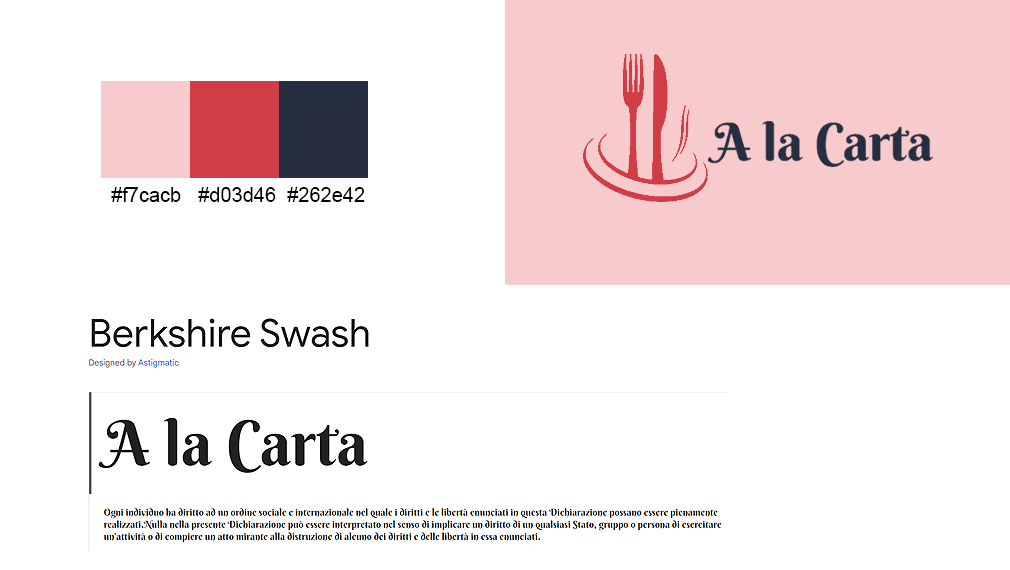 #f7cacb #d03d46 #262e42
A la Carta
Berkshire Swash
Designed by Astigmatic
A la Carta
Ogni individuo ha diritto ad un ordine sociale e internazionale nel quale i diritti e le libertà enunciati in questa Dichiarazione possano essere pienamente
realizzati.Nulla nella presente Dichiarazione può essere interpretato nel senso di implicare un diritto di un qualsiasi Stato, gruppo o persona di esercitare
un'attività o di compiere un atto mirante alla distruzione di alcuno dei diritti e delle libertà in essa enunciati.